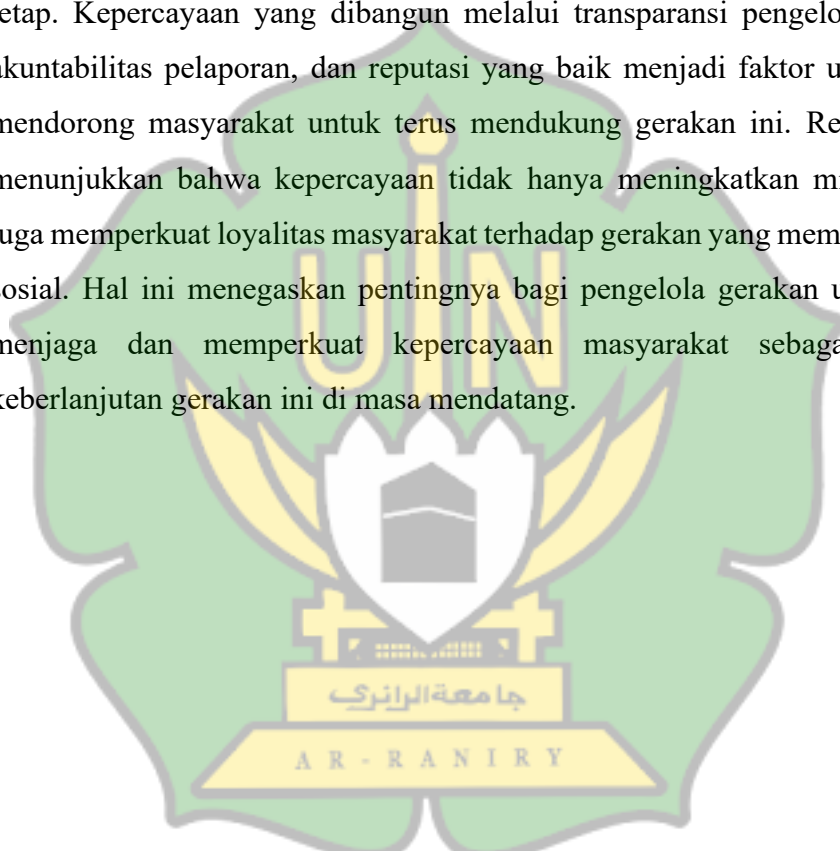 etap. Kepercayaan yang dibangun melalui transparansi pengelo
akuntabilitas pelaporan, dan reputasi yang baik menjadi faktor u
mendorong masyarakat untuk terus mendukung gerakan ini. Re
menunjukkan bahwa kepercayaan tidak hanya meningkatkan m
uga memperkuat loyalitas masyarakat terhadap gerakan yang mem
sosial. Hal ini menegaskan pentingnya bagi pengelola gerakan u
menjaga dan memperkuat kepercayaan masyarakat sebaga
keberlanjutan gerakan ini di masa mendatang.
UIN
جامعةالرانري
AR-RANIRY